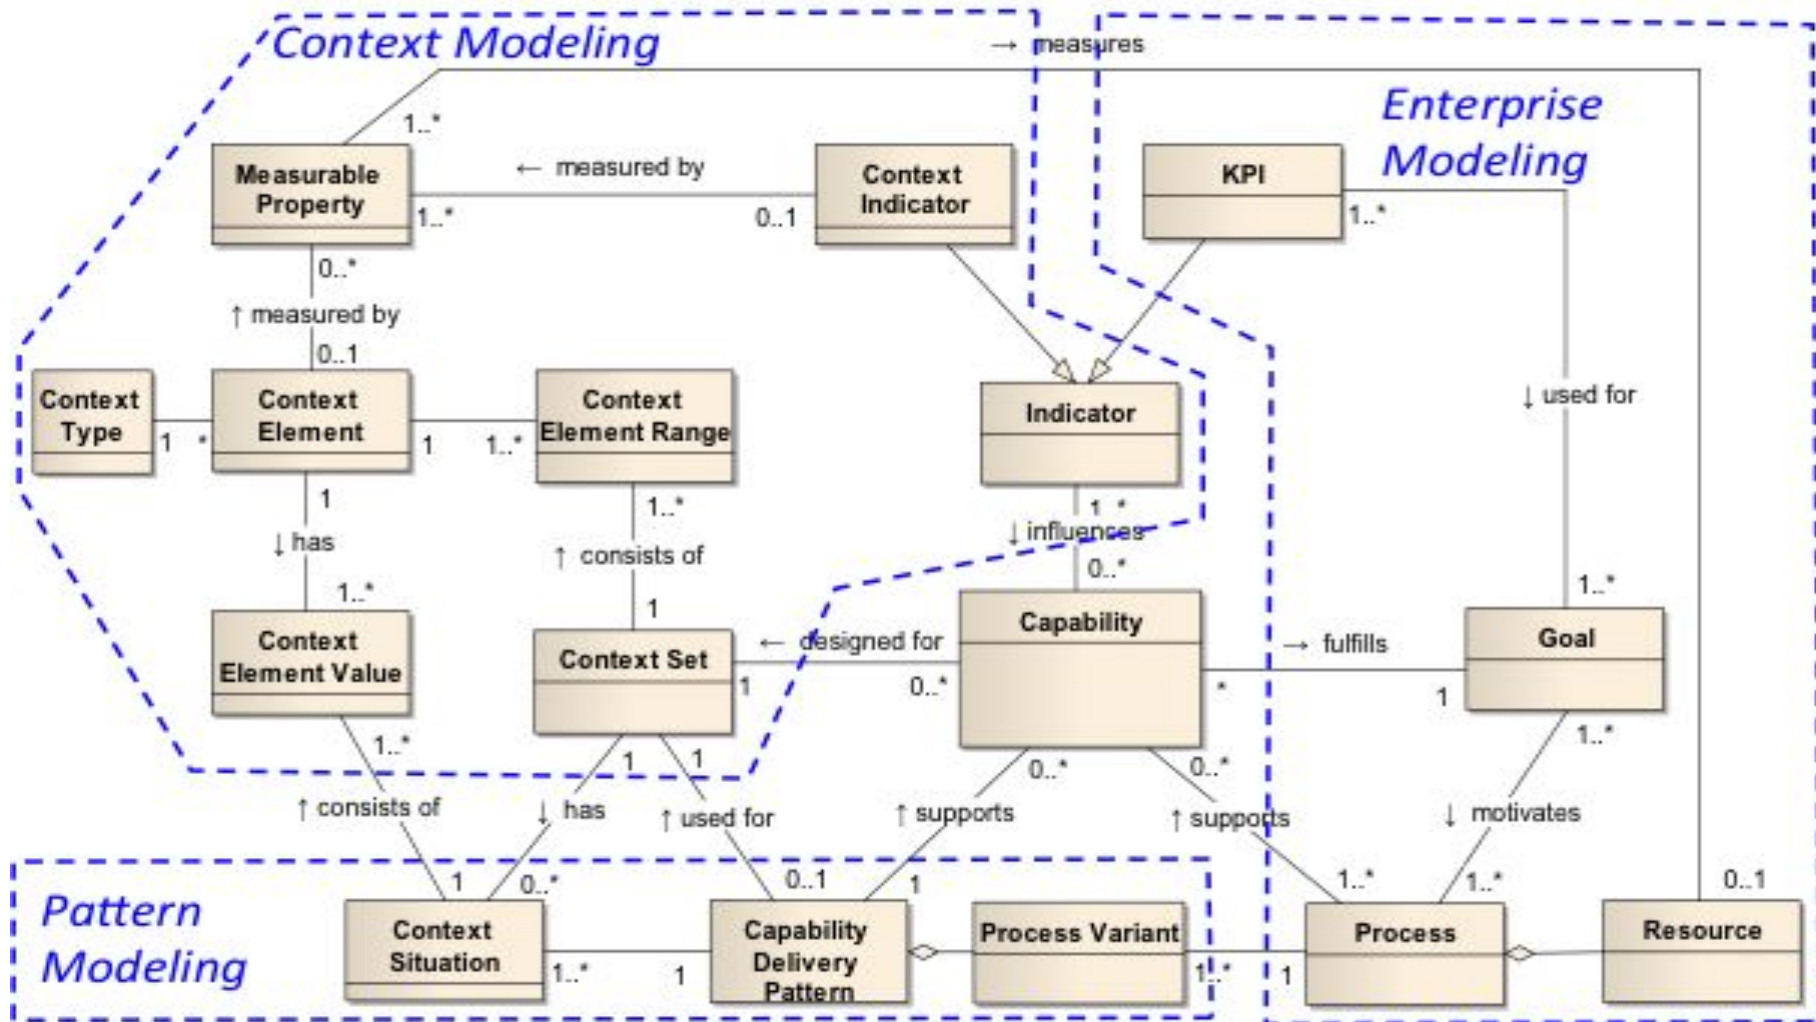 Context Modeling
→ measures
Enterprise
Modeling
1..*
Measurable
Property
← measured by
1..*
0..1
Context
Indicator
KPI
1..*
0..*
↑ measured by
0..1
Context
Type
1
*
Context
Element
1
1..*
Context
Element Range
Indicator
↓ used for
1
↓ has
1..*
1..*
↑ consists of
1
1..*
↓ influences
0..*
1..*
Context
Element Value
Context Set
← designed for
1
0..*
Capability
*
→ fulfills
1
Goal
1..*
↑ consists of
1
1
↓ has
1
↑ used for
0..*
↑ supports
0..*
↑ supports
1..*
↓ motivates
0..*
0..1
1
1..*
1..*
0..1
Pattern
Modeling
Context
Situation
1..*
1
Capability
Delivery
Pattern
Process Variant
1..*
1
Process
Resource